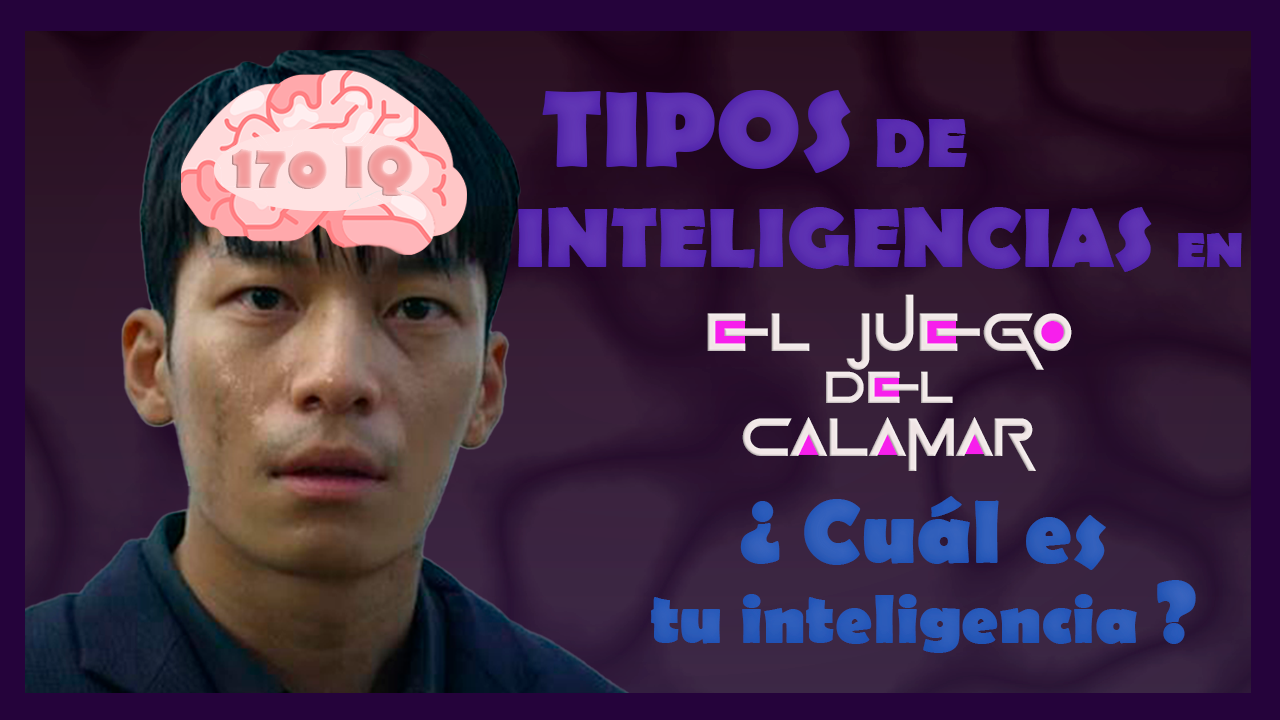 170 IQ
TIPOS DE
INTELIGENCIAS EN
EL JUEGO
DEL
CALAMAR
¿ Cuál es
tu inteligencia ?